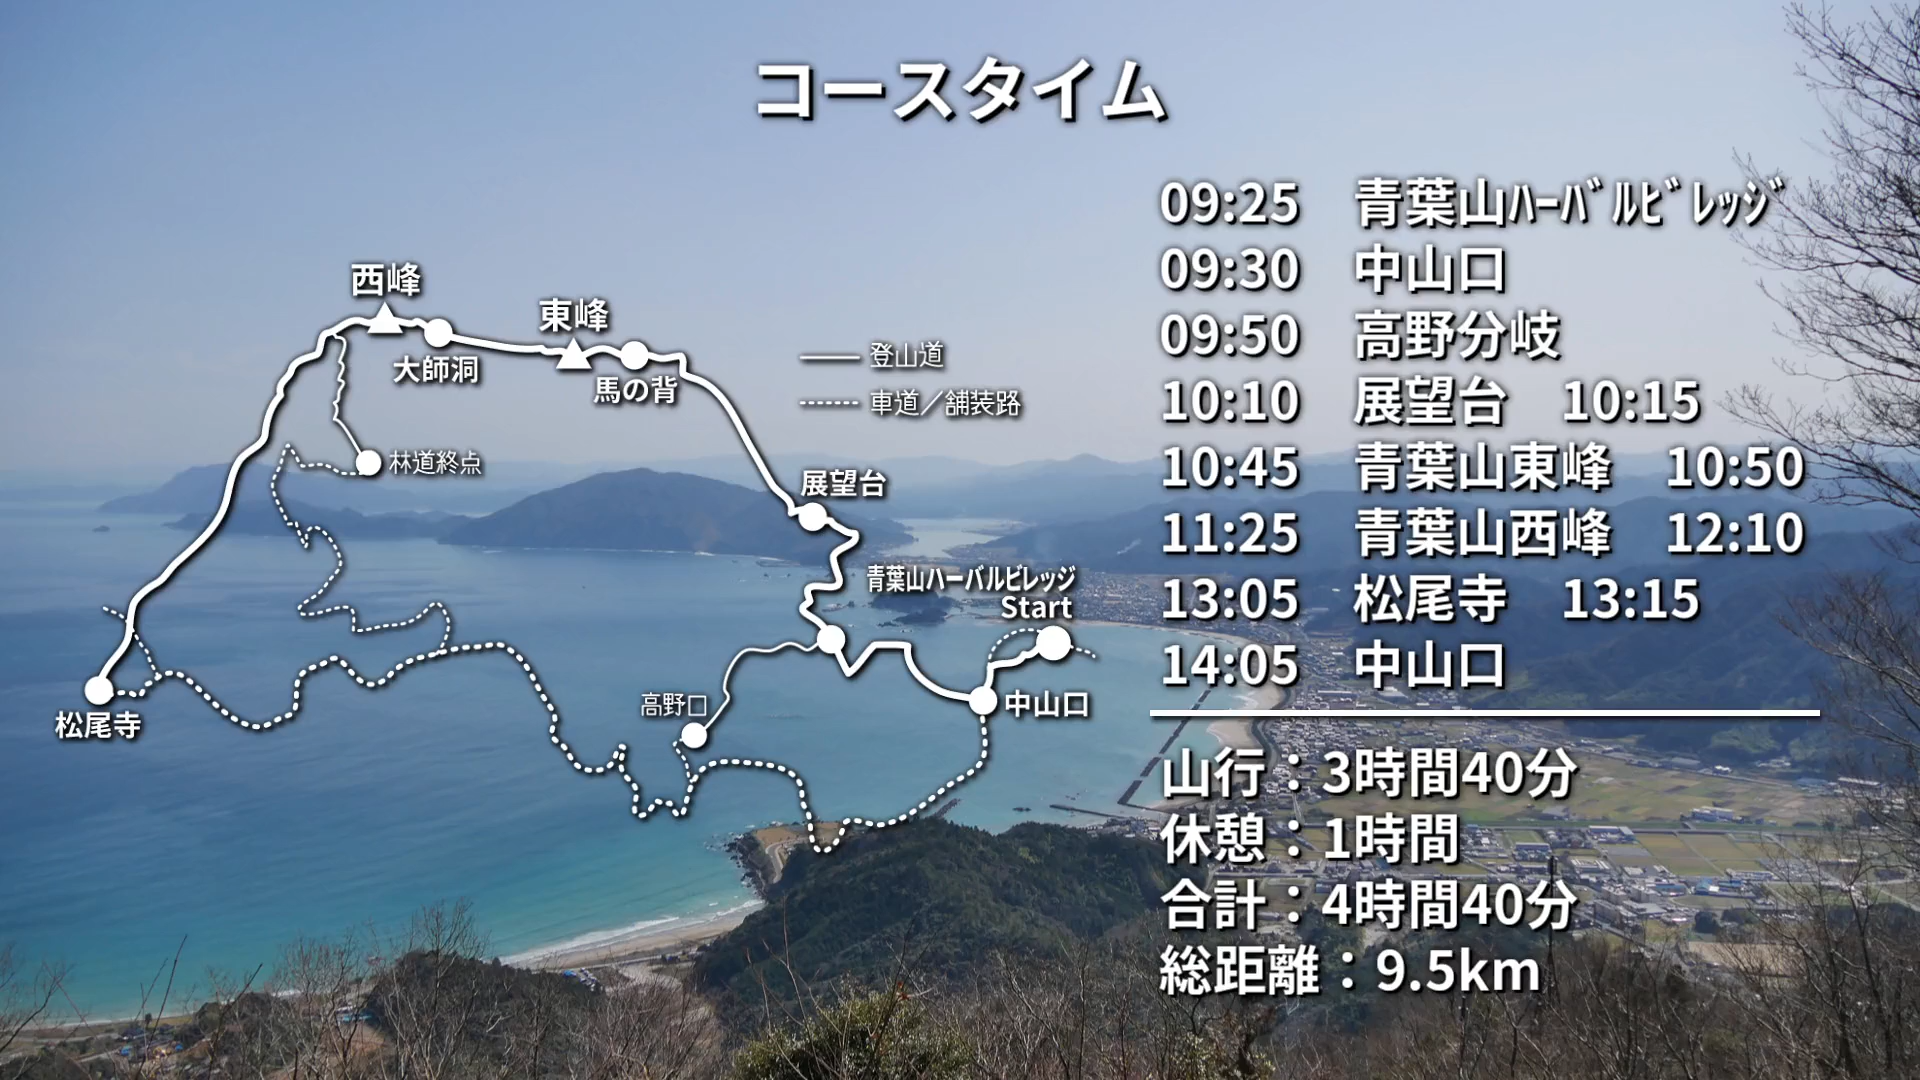 コースタイム
09:25　青葉山ﾊｰﾊﾞﾙﾋﾞﾚｯｼﾞ
09:30　中山口
09:50　高野分岐
10:10　展望台　10:15
10:45　青葉山東峰　10:50
11:25　青葉山西峰　12:10
13:05　松尾寺　13:15
14:05　中山口
山行：3時間40分
休憩：1時間
合計：4時間40分
総距離：9.5km
西峰
東峰
大師洞
馬の背
登山道
車道／舗装路
林道終点
展望台
青葉山ハーバルビレッジ
Start
高野口
中山口
松尾寺